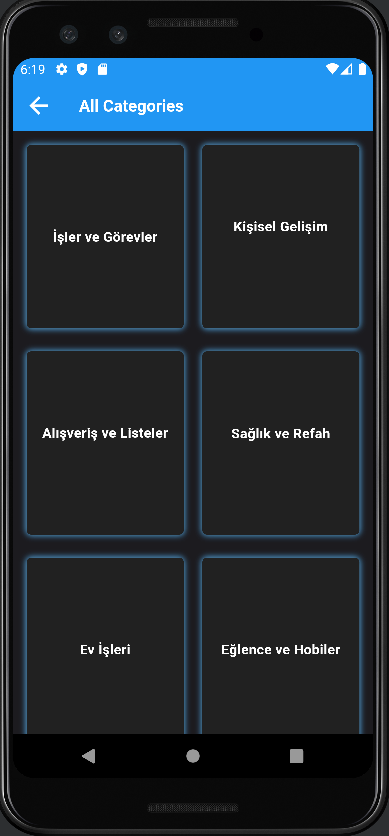 6:19
All Categories
İşler ve Görevler
Kişisel Gelişim
Alışveriş ve Listeler
Sağlık ve Refah
Ev İşleri
Eğlence ve Hobiler